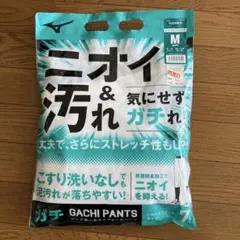 M
ニオイ
&
汚れ
気にせず
ガチれ
丈夫で、さらにストレッチ性も
こすり洗いなしでも
泥汚れが落ちやすい!
ニオイ
を抑える!
ガチ GACHI PANTS